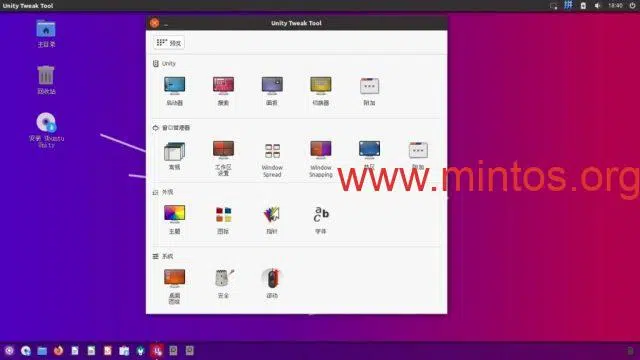 Unity Tweak Tool
18:40
主目录
回收站
安装 Ubuntu
Unity
Unity Tweak Tool
预览
Unity
启动器
搜索
面板
切换器
附加
窗口管理器
常规
工作区
设置
Window
Spread
Window
Snapping
热区
附加
www.mintos.org
外观
主题
图标
指针
字体
系统
桌面
图标
安全
滚动